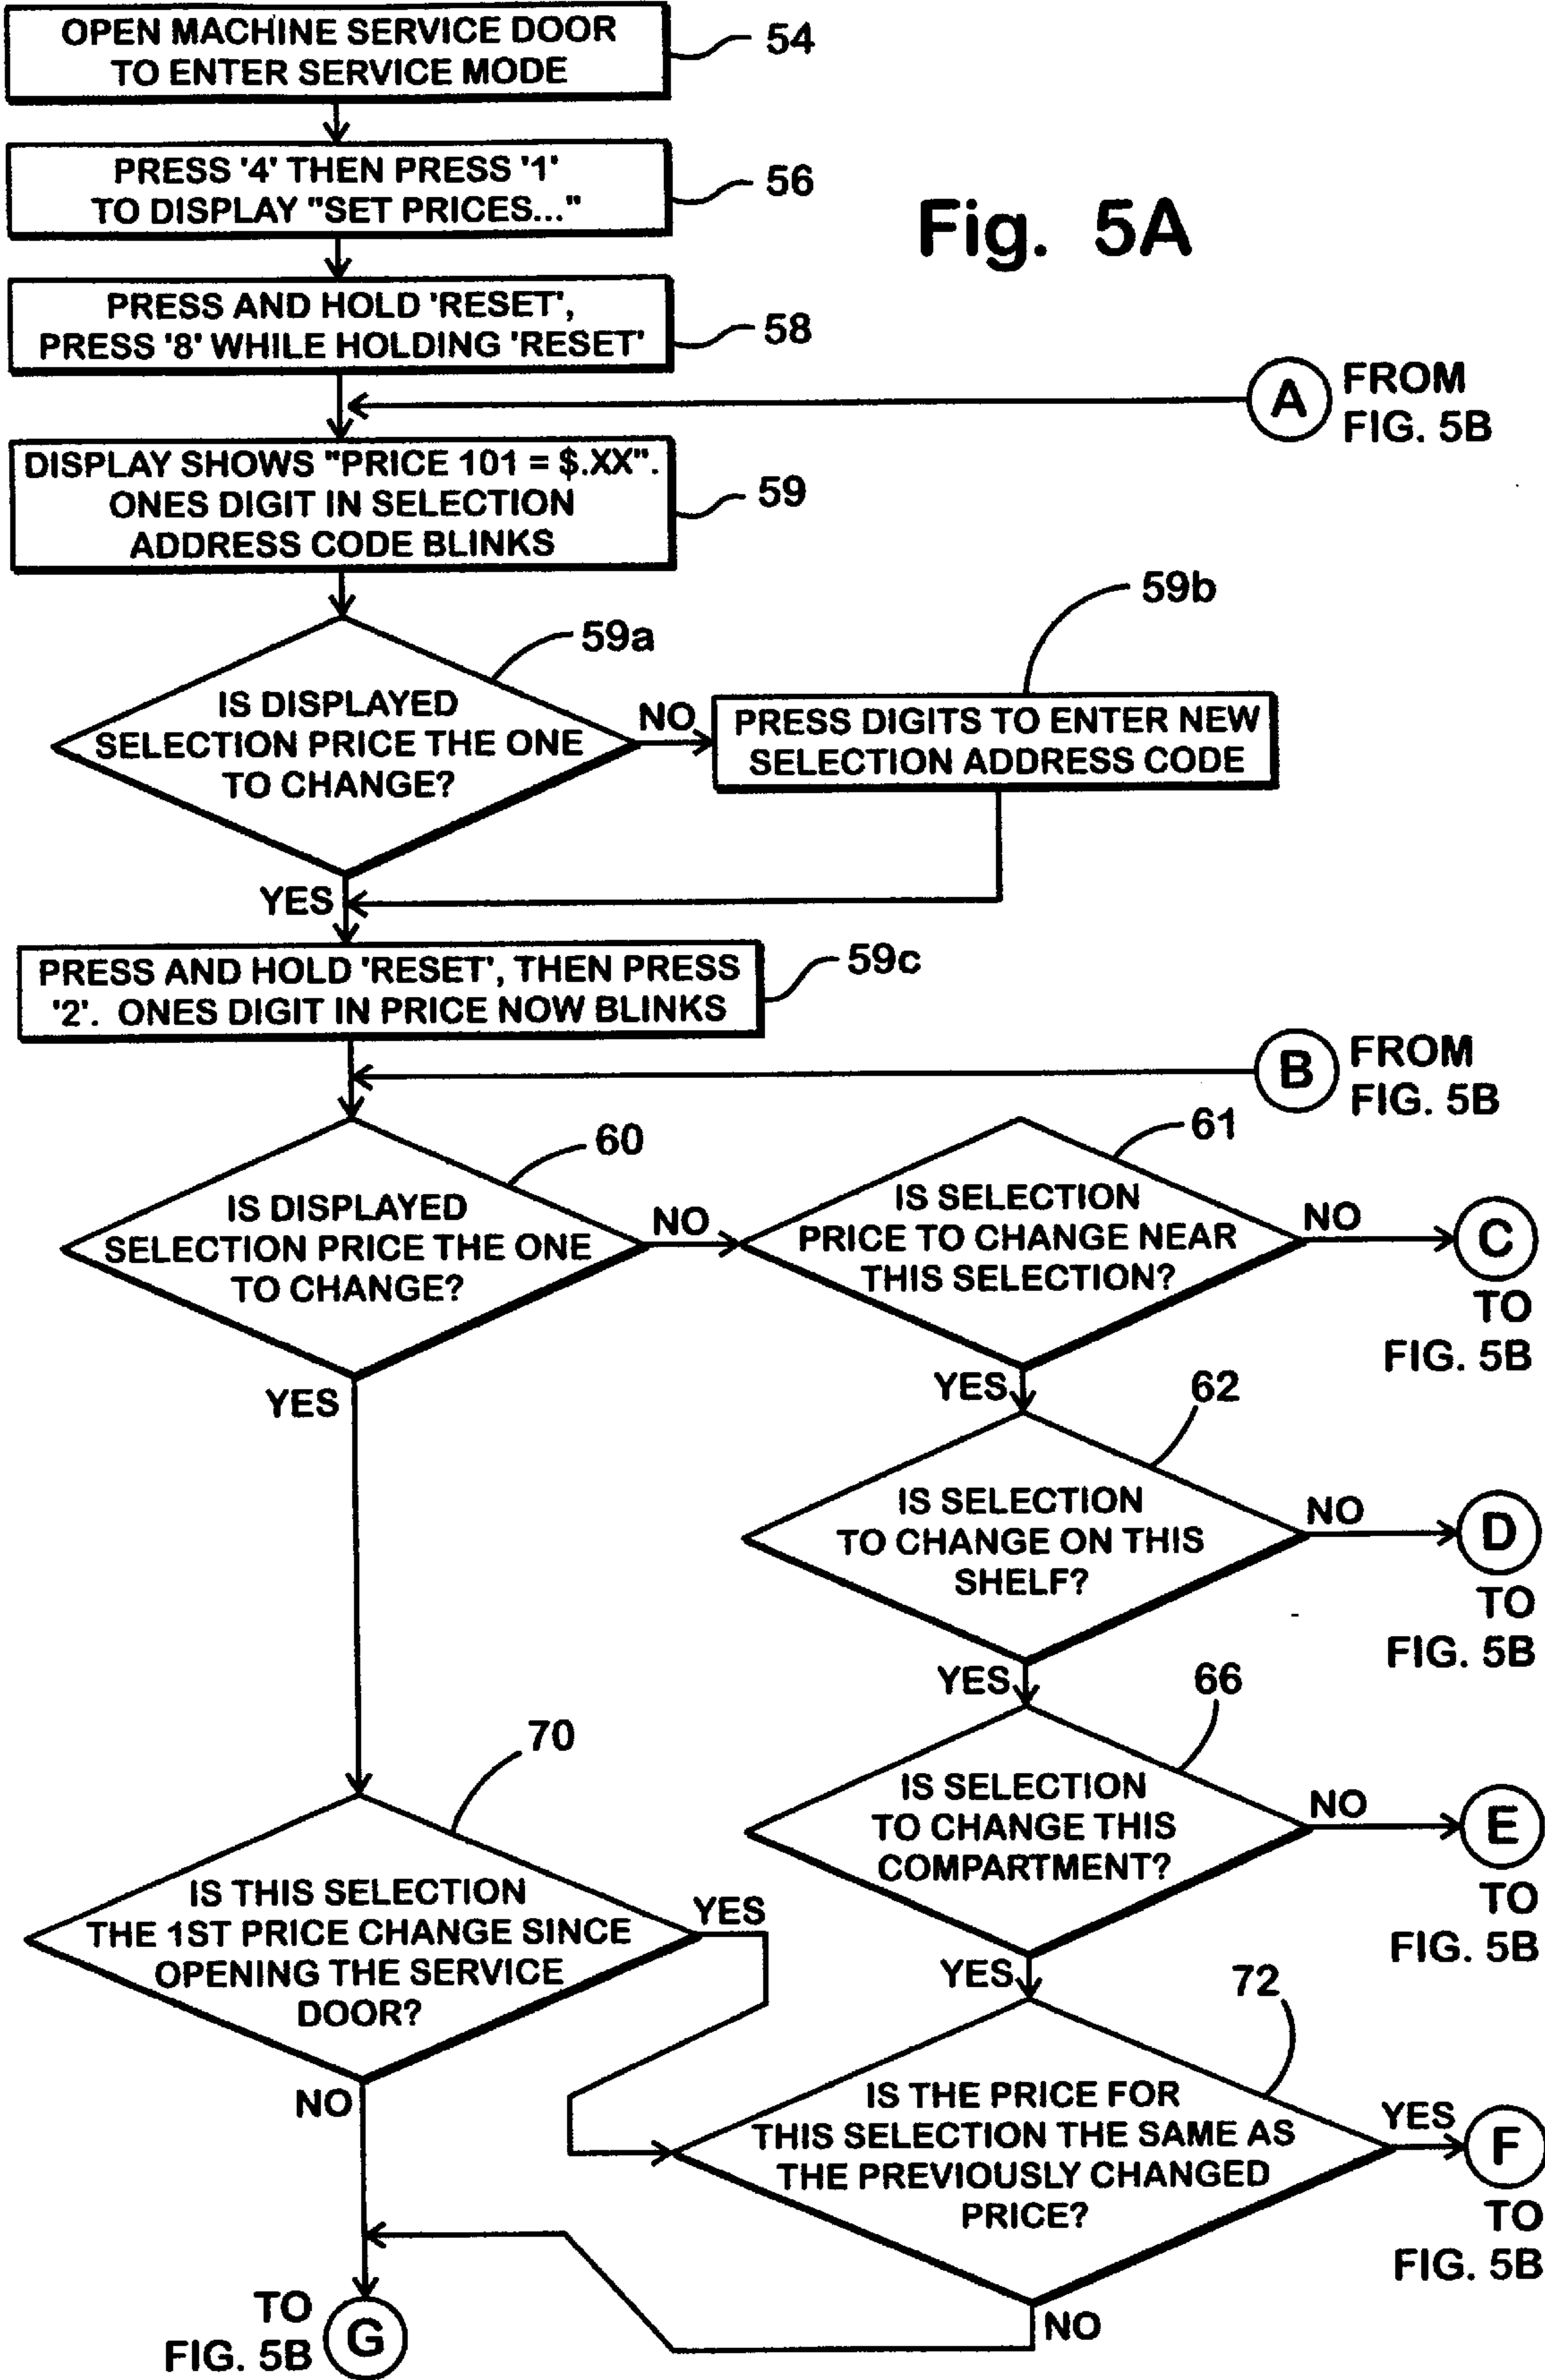 OPEN MACHINE SERVICE DOOR
TO ENTER SERVICE MODE
54
PRESS '4' THEN PRESS '1'
TO DISPLAY "SET PRICES..."
56
Fig. 5A
PRESS AND HOLD 'RESET',
PRESS '8' WHILE HOLDING 'RESET'
58
A
FROM
FIG. 5B
DISPLAY SHOWS "PRICE 101 = $.XX".
ONES DIGIT IN SELECTION
ADDRESS CODE BLINKS
59
59a
IS DISPLAYED
SELECTION PRICE THE ONE
TO CHANGE?
NO
59b
PRESS DIGITS TO ENTER NEW
SELECTION ADDRESS CODE
YES
PRESS AND HOLD 'RESET', THEN PRESS
'2'. ONES DIGIT IN PRICE NOW BLINKS
59c
B
FROM
FIG. 5B
60
IS DISPLAYED
SELECTION PRICE THE ONE
TO CHANGE?
NO
YES
61
IS SELECTION
PRICE TO CHANGE NEAR
THIS SELECTION?
NO
C
TO
FIG. 5B
YES
62
IS SELECTION
TO CHANGE ON THIS
SHELF?
NO
D
TO
FIG. 5B
YES
66
IS SELECTION
TO CHANGE THIS
COMPARTMENT?
NO
E
TO
FIG. 5B
YES
70
IS THIS SELECTION
THE 1ST PRICE CHANGE SINCE
OPENING THE SERVICE
DOOR?
YES
NO
72
IS THE PRICE FOR
THIS SELECTION THE SAME AS
THE PREVIOUSLY CHANGED
PRICE?
YES
F
TO
FIG. 5B
NO
TO
FIG. 5B
G